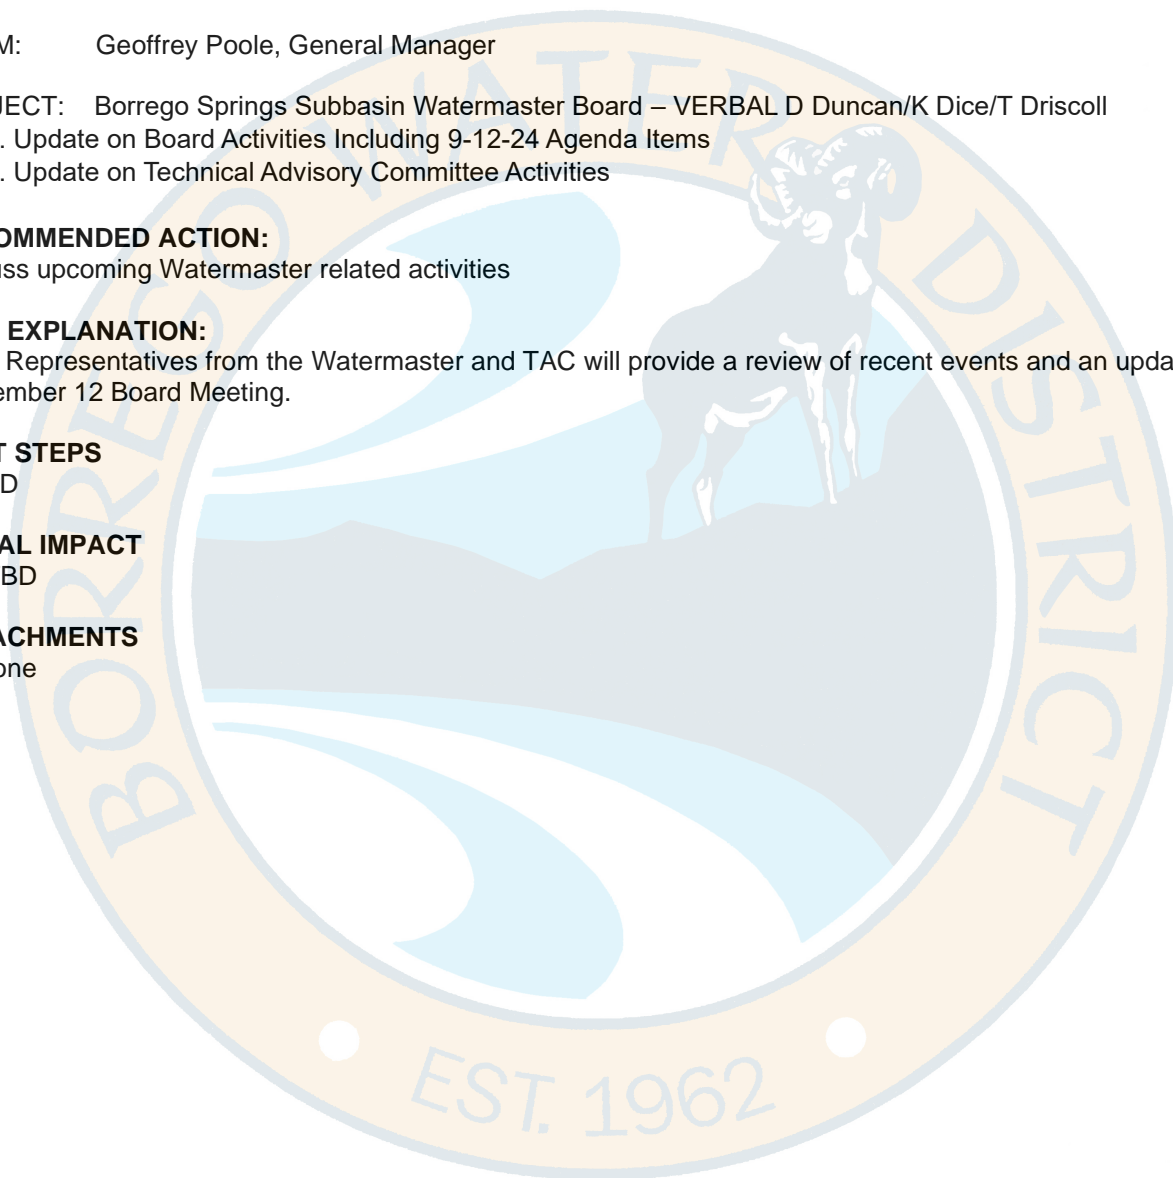 M: Geoffrey Poole, General Manager
JECT: Borrego Springs Subbasin Watermaster Board – VERBAL D Duncan/K Dice/T Driscoll
. Update on Board Activities Including 9-12-24 Agenda Items
. Update on Technical Advisory Committee Activities
OMMENDED ACTION:
uss upcoming Watermaster related activities
EXPLANATION:
Representatives from the Watermaster and TAC will provide a review of recent events and an upda
ember 12 Board Meeting.
T STEPS
D
AL IMPACT
BD
ACHMENTS
one
BORREGO WATER DISTRICT
EST. 1962